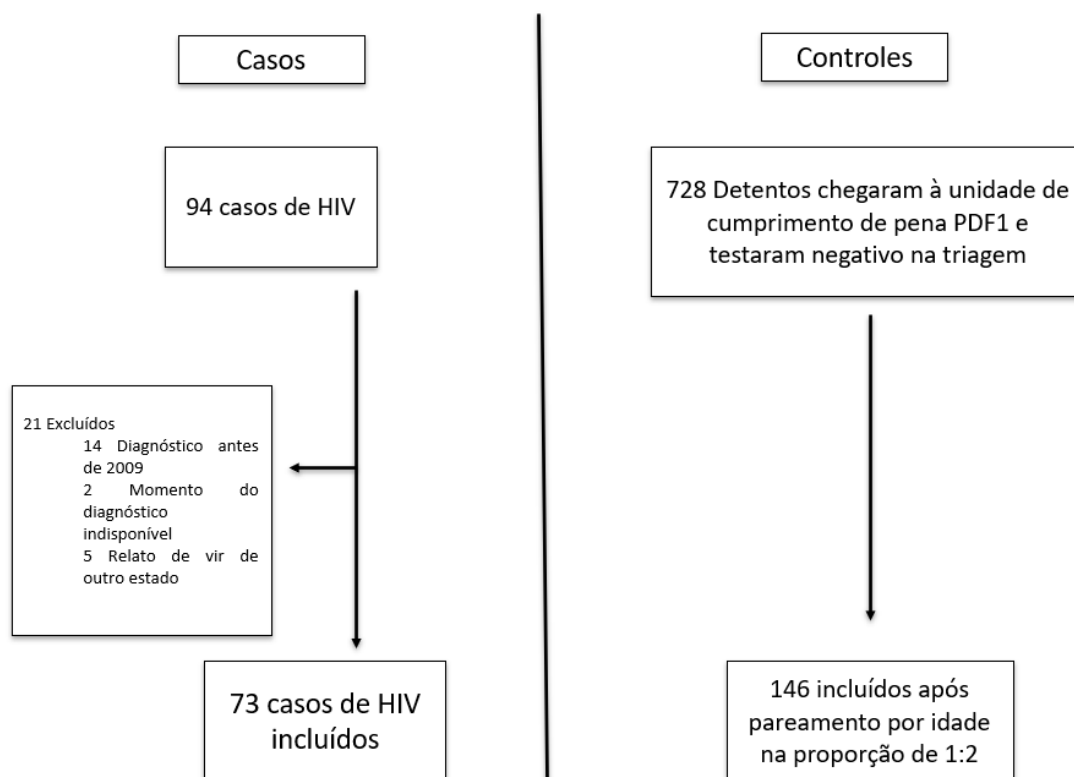 Casos
94 casos de HIV
21 Excluídos
14 Diagnóstico antes
de 2009
2 Momento do
diagnóstico
indisponível
5 Relato de vir de
outro estado
73 casos de HIV
incluídos
Controles
728 Detentos chegaram à unidade de
cumprimento de pena PDF1 e
testaram negativo na triagem
146 incluídos após
pareamento por idade
na proporção de 1:2